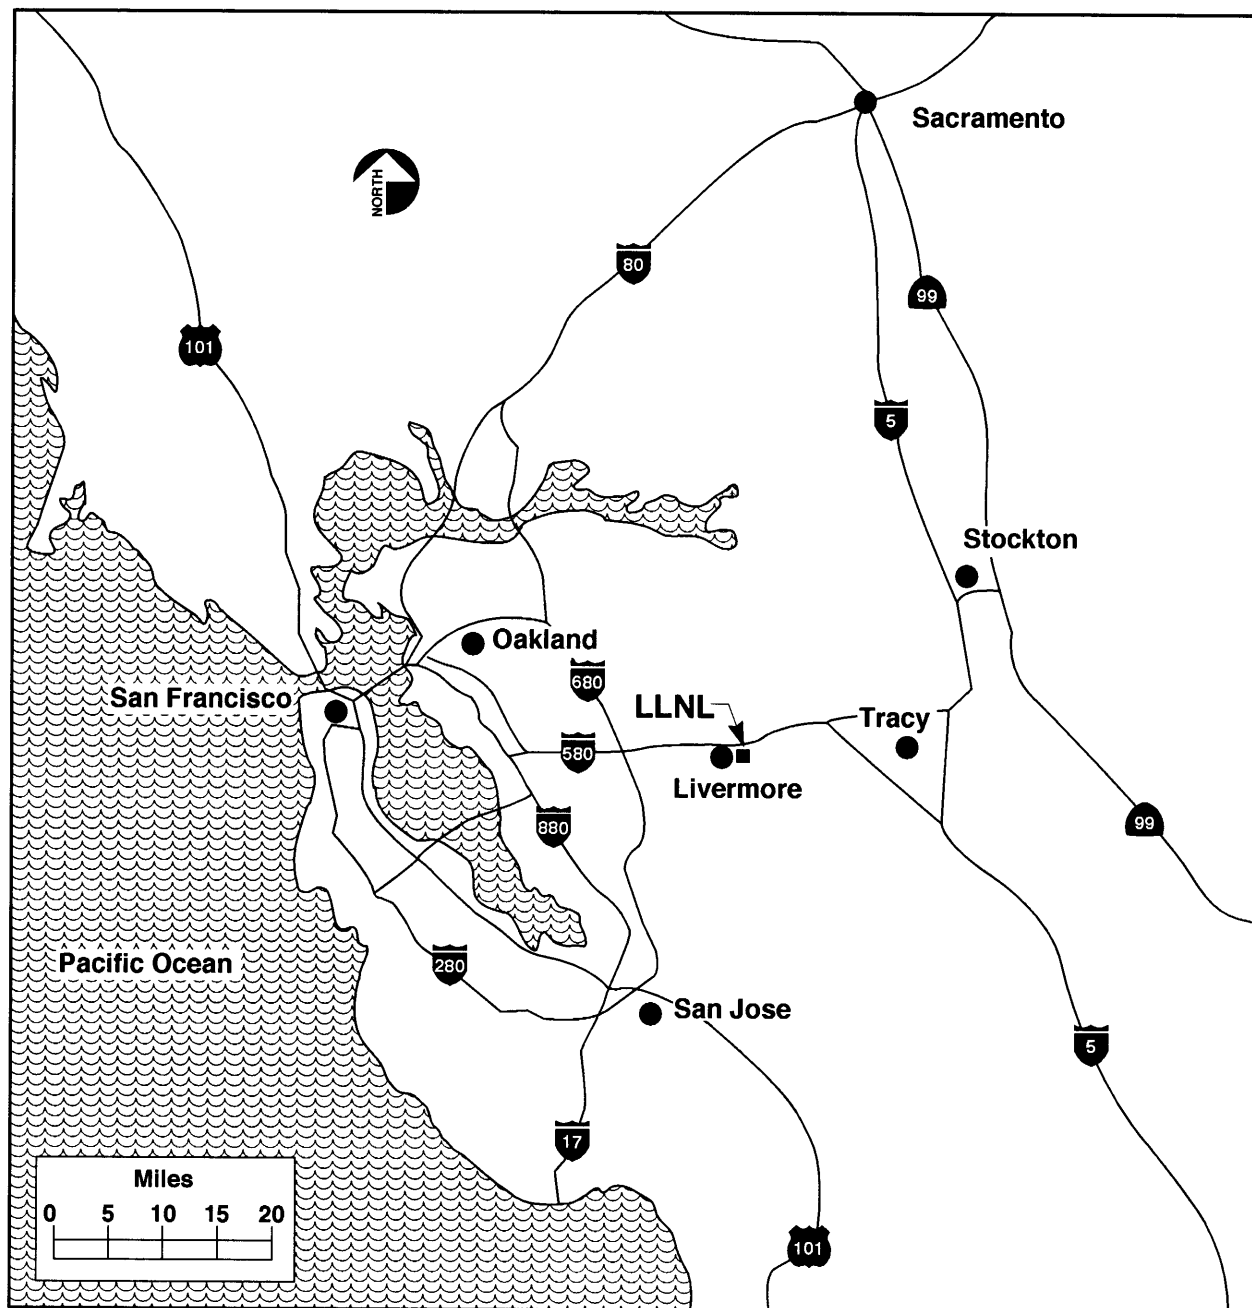 Sacramento
NORTH
80
99
101
5
Stockton
Oakland
680
San Francisco
LLNL
Tracy
580
Livermore
880
99
Pacific Ocean
280
San Jose
5
17
Miles
0 5 10 15 20
101